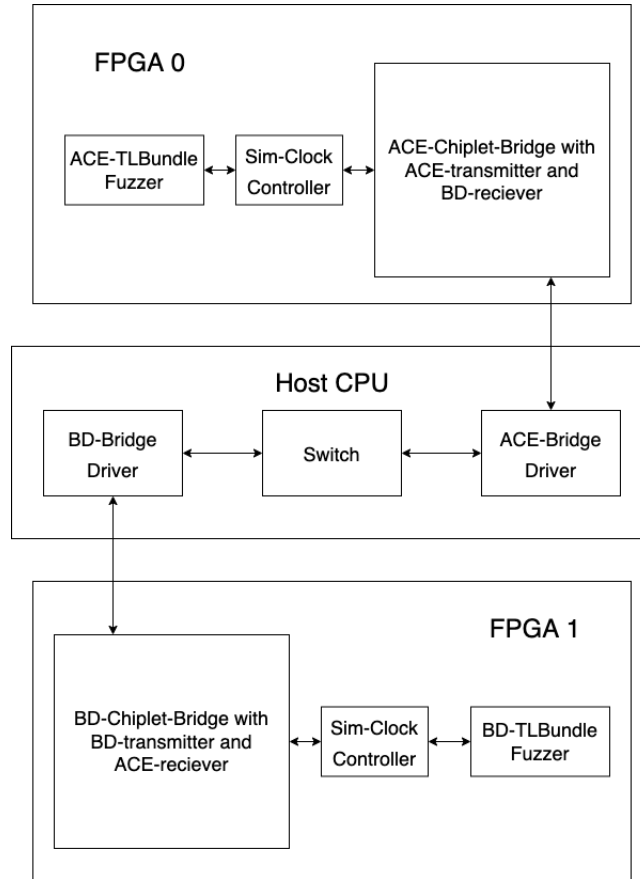 FPGA 0
ACE-TLBundle
Fuzzer
Sim-Clock
Controller
ACE-Chiplet-Bridge with
ACE-transmitter and
BD-reciever
Host CPU
BD-Bridge
Driver
Switch
ACE-Bridge
Driver
FPGA 1
BD-Chiplet-Bridge with
BD-transmitter and
ACE-reciever
Sim-Clock
Controller
BD-TLBundle
Fuzzer